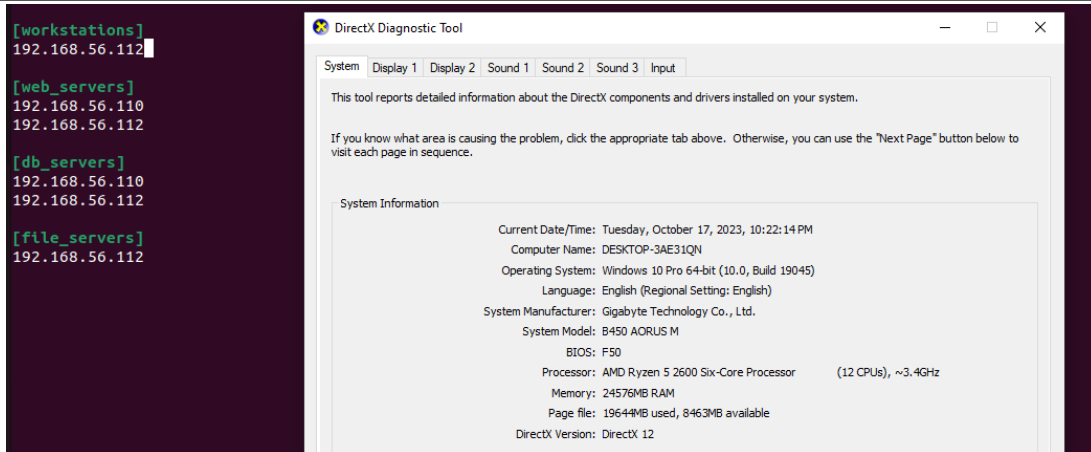 [workstations]
192.168.56.112
[web_servers]
192.168.56.110
192.168.56.112
[db_servers]
192.168.56.110
192.168.56.112
[file_servers]
192.168.56.112
DirectX Diagnostic Tool
System Display 1 Display 2 Sound 1 Sound 2 Sound 3 Input
This tool reports detailed information about the DirectX components and drivers installed on your system.
If you know what area is causing the problem, click the appropriate tab above. Otherwise, you can use the "Next Page" button below to
visit each page in sequence.
System Information
Current Date/Time: Tuesday, October 17, 2023, 10:22:14 PM
Computer Name: DESKTOP-3AE31QN
Operating System: Windows 10 Pro 64-bit (10.0, Build 19045)
Language: English (Regional Setting: English)
System Manufacturer: Gigabyte Technology Co., Ltd.
System Model: B450 AORUS M
BIOS: F50
Processor: AMD Ryzen 5 2600 Six-Core Processor (12 CPUs), ~3.4GHz
Memory: 24576MB RAM
Page file: 19644MB used, 8463MB available
DirectX Version: DirectX 12